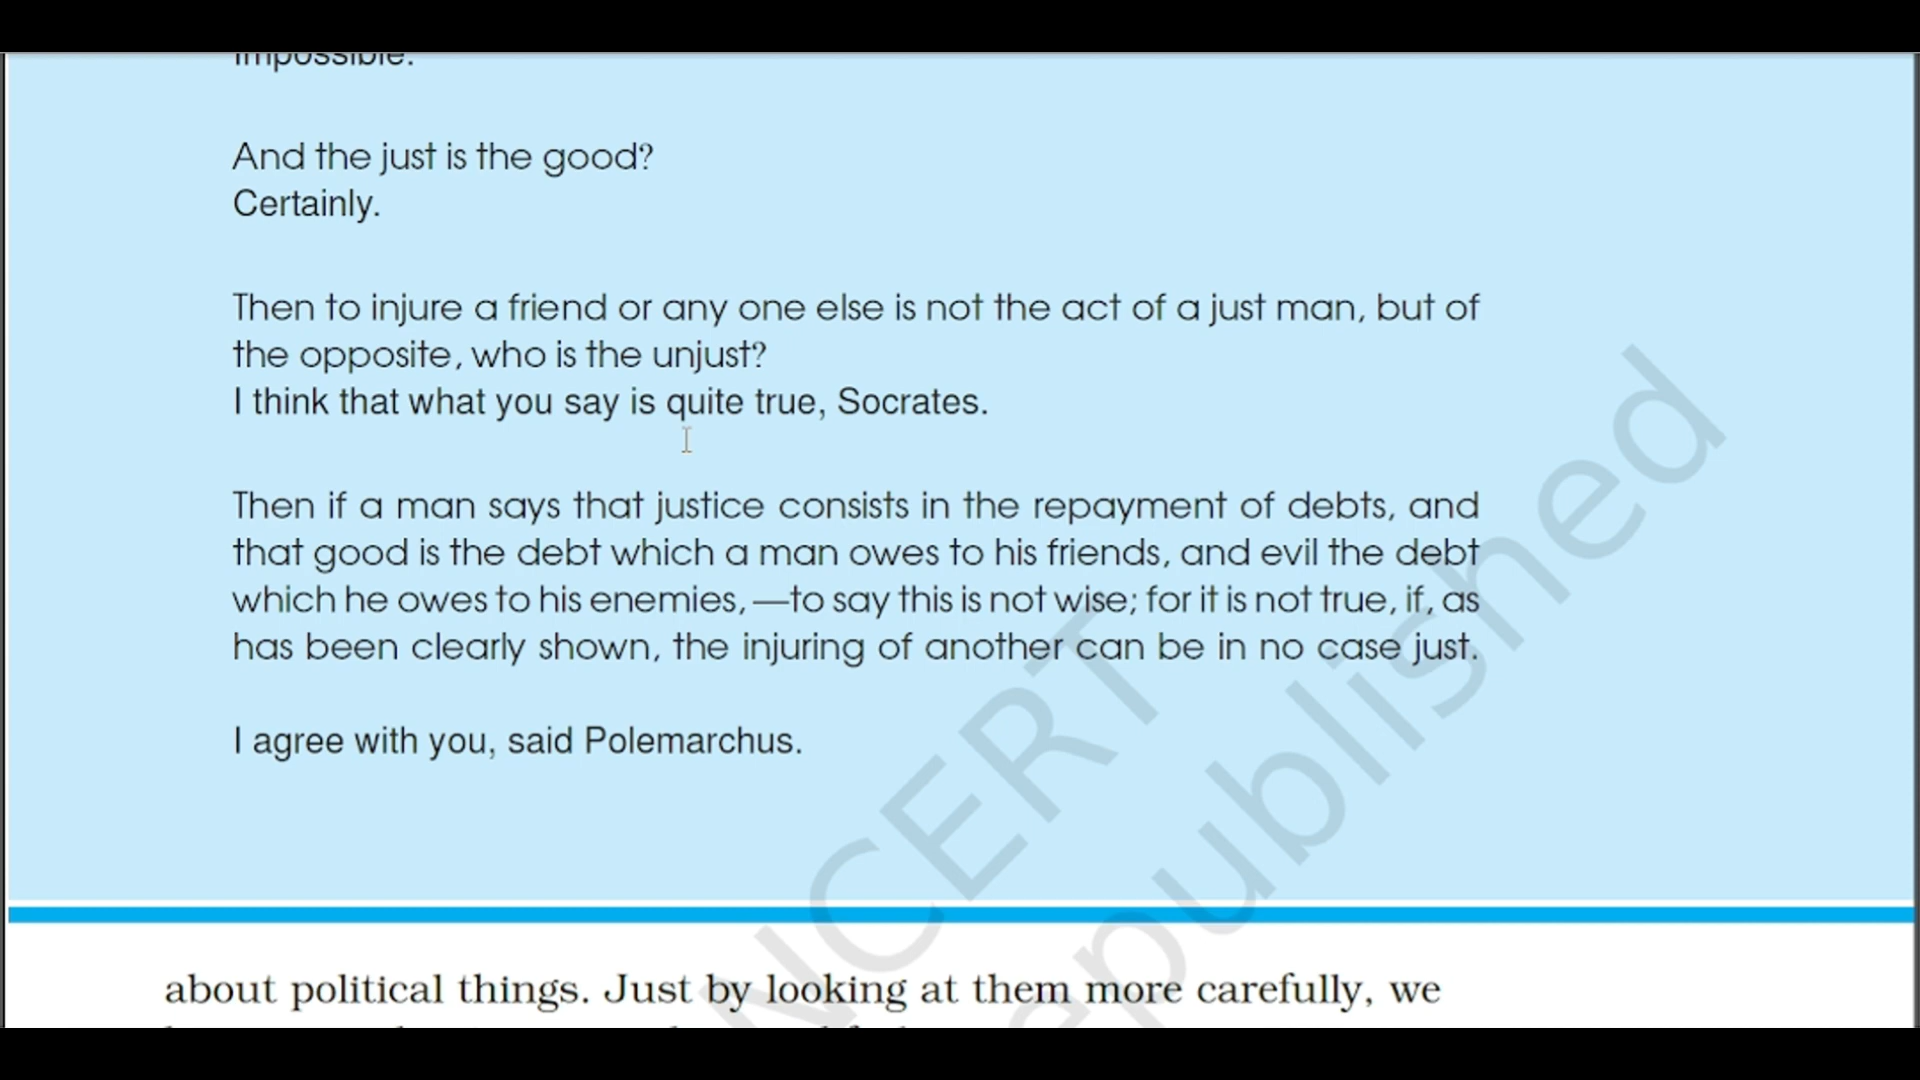 Impossible.
And the just is the good?
Certainly.
Then to injure a friend or any one else is not the act of a just man, but of
the opposite, who is the unjust?
I think that what you say is quite true, Socrates.
Then if a man says that justice consists in the repayment of debts, and
that good is the debt which a man owes to his friends, and evil the debt
which he owes to his enemies,—to say this is not wise; for it is not true, if, as
has been clearly shown, the injuring of another can be in no case just.
I agree with you, said Polemarchus.
about political things. Just by looking at them more carefully, we
NCERT
epublished